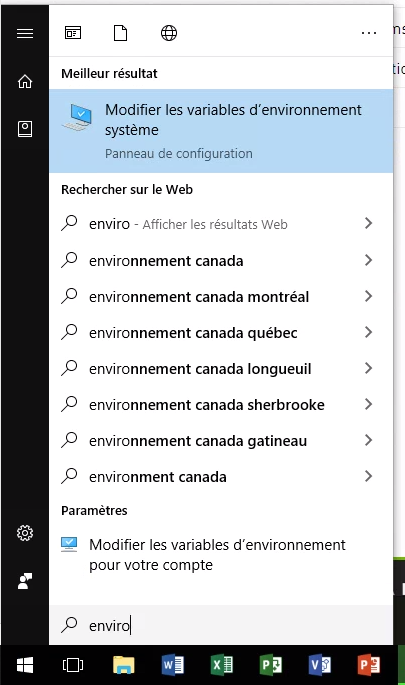 ms
Meilleur résultat
Modifier les variables d'environnement
système
Panneau de configuration
Rechercher sur le Web
enviro - Afficher les résultats Web
environnement canada
environnement canada montréal
environnement canada québec
environnement canada longueuil
environnement canada sherbrooke
environnement canada gatineau
environment canada
Paramètres
Modifier les variables d'environnement
pour votre compte
enviro